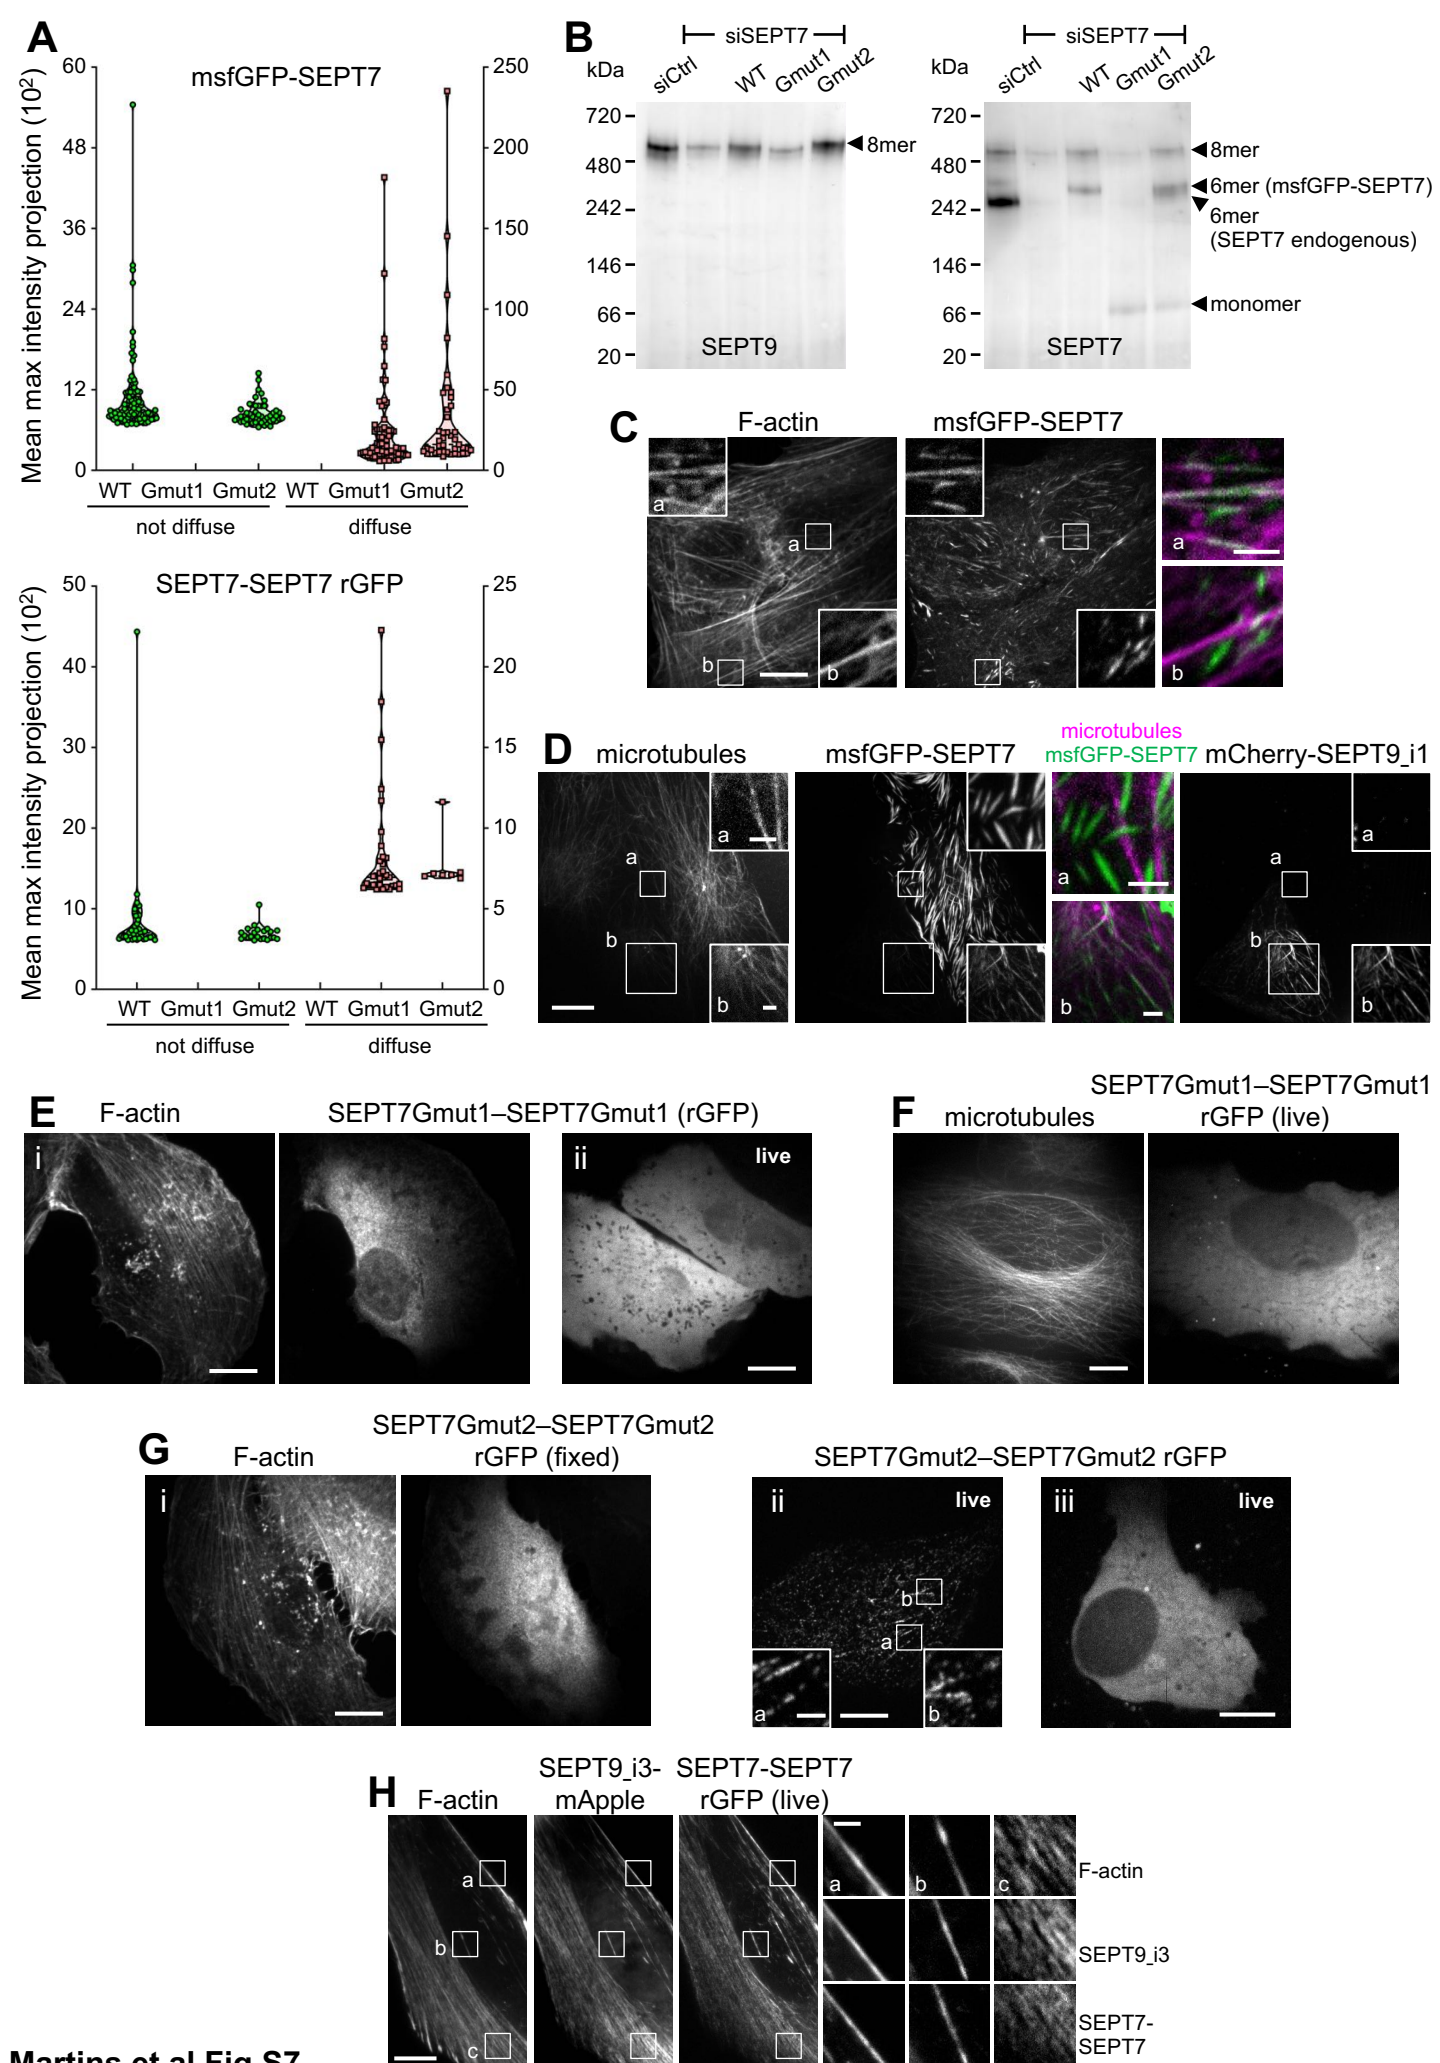 A
msfGFP-SEPT7
Mean max intensity projection (10²)
60
48
36
24
12
0
250
200
150
100
50
0
WT Gmut1 Gmut2 WT Gmut1 Gmut2
not diffuse diffuse
SEPT7-SEPT7 rGFP
Mean max intensity projection (10²)
50
40
30
20
10
0
25
20
15
10
5
0
WT Gmut1 Gmut2 WT Gmut1 Gmut2
not diffuse diffuse
B
siSEPT7
kDa siCtrl WT Gmut1 Gmut2
720
480
242
146
66
20
8mer
SEPT9
siSEPT7
kDa siCtrl WT Gmut1 Gmut2
720
480
242
146
66
20
8mer
6mer (msfGFP-SEPT7)
6mer
(SEPT7 endogenous)
monomer
SEPT7
C
F-actin msfGFP-SEPT7
a
a
b
b
a
b
D
microtubules msfGFP-SEPT7
microtubules
msfGFP-SEPT7
mCherry-SEPT9_i1
a
a
b
b
a
b
a
a
b
b
E
F-actin SEPT7Gmut1–SEPT7Gmut1 (rGFP)
i
ii live
F
microtubules
SEPT7Gmut1–SEPT7Gmut1
rGFP (live)
G
F-actin
SEPT7Gmut2–SEPT7Gmut2
rGFP (fixed)
i
SEPT7Gmut2–SEPT7Gmut2 rGFP
ii live
b
a
a
b
iii live
H
F-actin
SEPT9_i3-
mApple
SEPT7-SEPT7
rGFP (live)
a
b
c
a b c
F-actin
SEPT9_i3
SEPT7-
SEPT7
Martins et al Fig S7